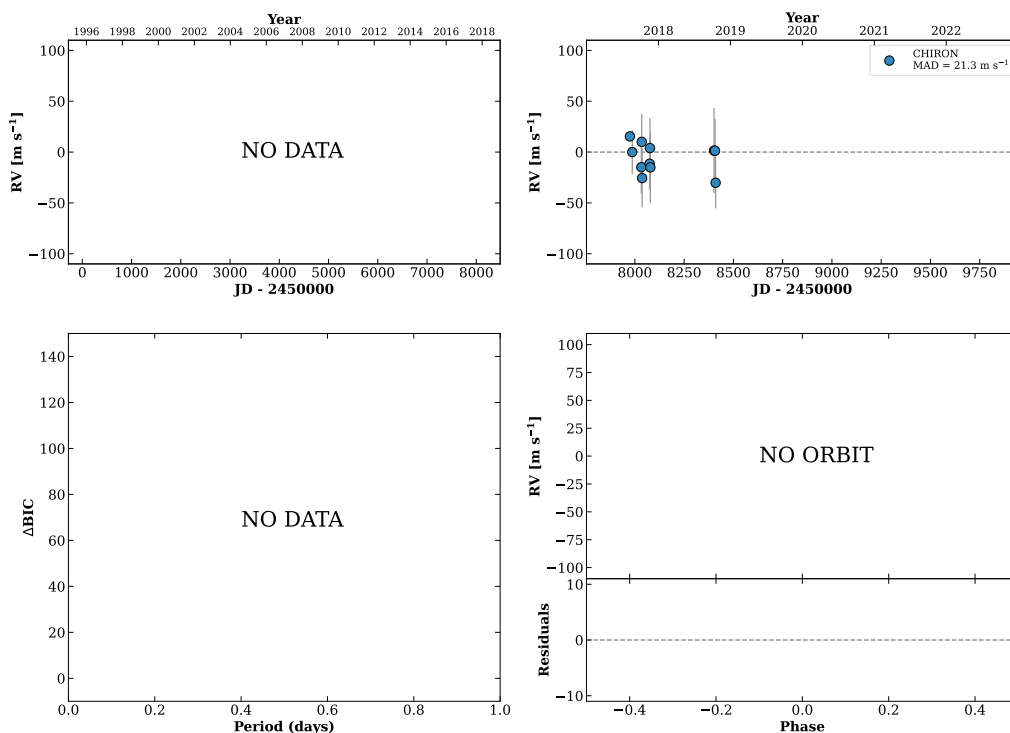 Year
1996 1998 2000 2002 2004 2006 2008 2010 2012 2014 2016 2018
100
50
0
−50
−100
RV [m s⁻¹]
NO DATA
0 1000 2000 3000 4000 5000 6000 7000 8000
JD - 2450000
Year
2018 2019 2020 2021 2022
CHIRON
MAD = 21.3 m s⁻¹
100
50
0
−50
−100
RV [m s⁻¹]
8000 8250 8500 8750 9000 9250 9500 9750
JD - 2450000
140
120
100
80
60
40
20
0
ΔBIC
NO DATA
0.0 0.2 0.4 0.6 0.8 1.0
Period (days)
100
75
50
25
0
−25
−50
−75
−100
RV [m s⁻¹]
NO ORBIT
10
0
−10
Residuals
−0.4 −0.2 0.0 0.2 0.4
Phase